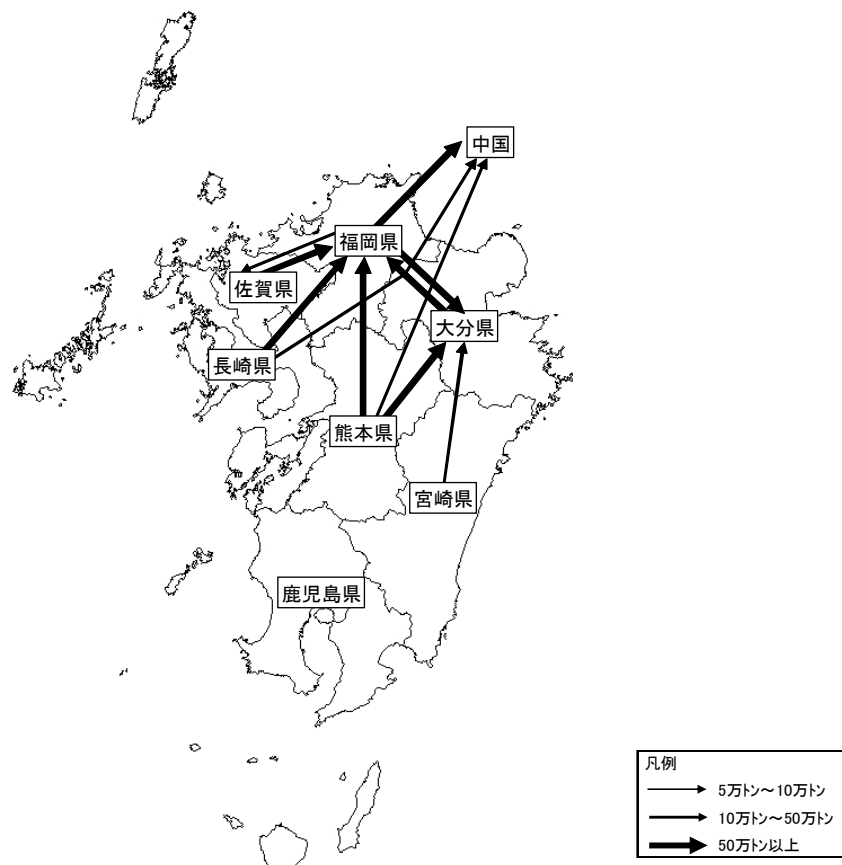 中国
福岡県
佐賀県
大分県
長崎県
熊本県
宮崎県
鹿児島県
凡例
5万トン～10万トン
10万トン～50万トン
50万トン以上